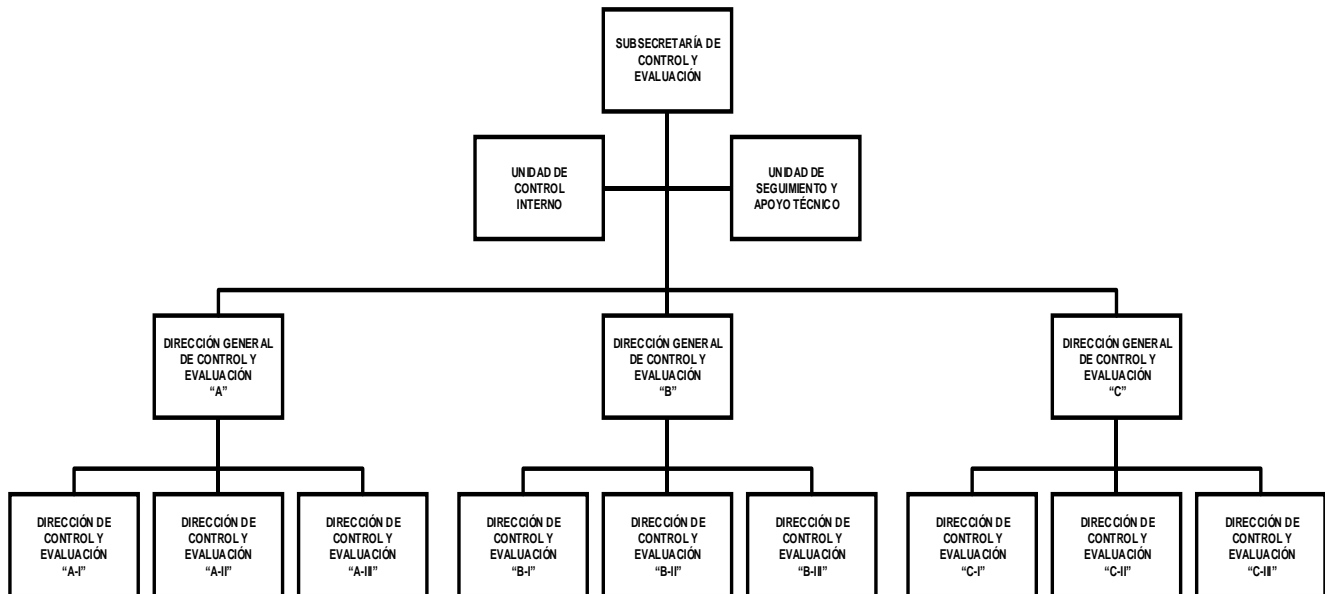 SUBSECRETARÍA DE
CONTROL Y
EVALUACIÓN
UNIDAD DE
CONTROL
INTERNO
UNIDAD DE
SEGUIMIENTO Y
APOYO TÉCNICO
DIRECCIÓN GENERAL
DE CONTROL Y
EVALUACIÓN
“A”
DIRECCIÓN GENERAL
DE CONTROL Y
EVALUACIÓN
“B”
DIRECCIÓN GENERAL
DE CONTROL Y
EVALUACIÓN
“C”
DIRECCIÓN DE
CONTROL Y
EVALUACIÓN
“A-I”
DIRECCIÓN DE
CONTROL Y
EVALUACIÓN
“A-II”
DIRECCIÓN DE
CONTROL Y
EVALUACIÓN
“A-III”
DIRECCIÓN DE
CONTROL Y
EVALUACIÓN
“B-I”
DIRECCIÓN DE
CONTROL Y
EVALUACIÓN
“B-II”
DIRECCIÓN DE
CONTROL Y
EVALUACIÓN
“B-III”
DIRECCIÓN DE
CONTROL Y
EVALUACIÓN
“C-I”
DIRECCIÓN DE
CONTROL Y
EVALUACIÓN
“C-II”
DIRECCIÓN DE
CONTROL Y
EVALUACIÓN
“C-III”